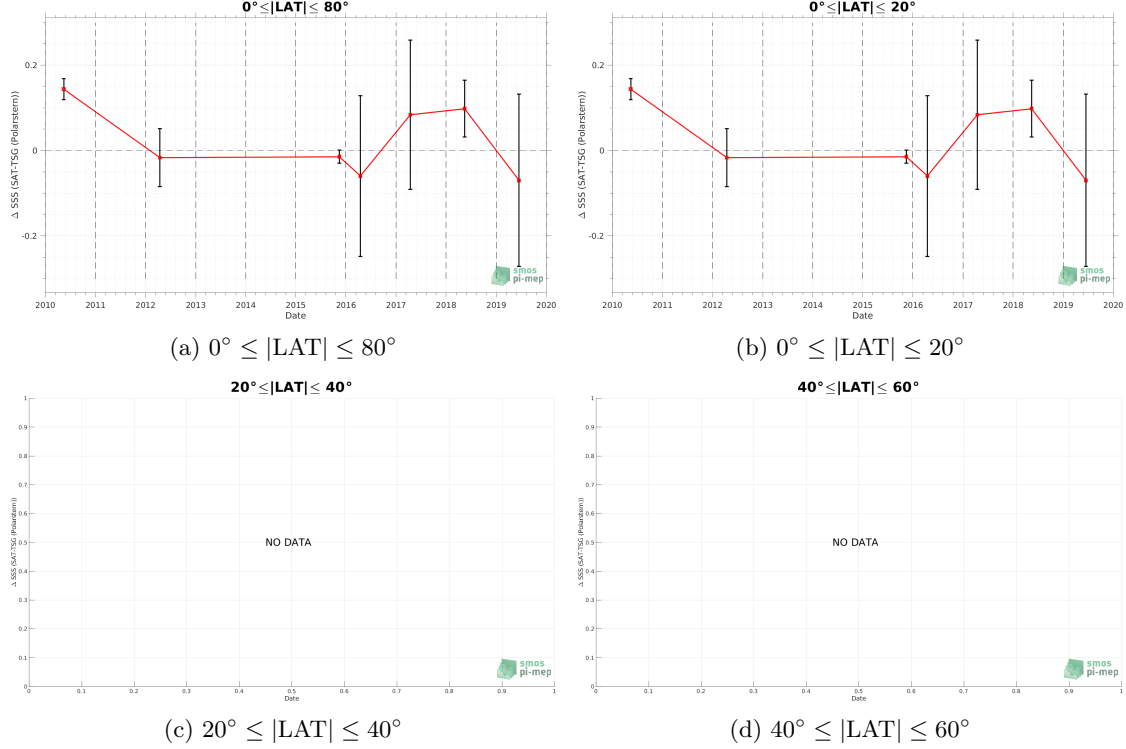 0°≤|LAT|≤ 80°
Δ SSS (SAT-TSG (Polarstern))
0.2
0
-0.2
2010 2011 2012 2013 2014 2015 2016 2017 2018 2019 2020
Date
smos
pi-mep
(a) 0° ≤ |LAT| ≤ 80°
0°≤|LAT|≤ 20°
Δ SSS (SAT-TSG (Polarstern))
0.2
0
-0.2
2010 2011 2012 2013 2014 2015 2016 2017 2018 2019 2020
Date
smos
pi-mep
(b) 0° ≤ |LAT| ≤ 20°
20°≤|LAT|≤ 40°
Δ SSS (SAT-TSG (Polarstern))
1
0.9
0.8
0.7
0.6
0.5
0.4
0.3
0.2
0.1
0
NO DATA
0 0.1 0.2 0.3 0.4 0.5 0.6 0.7 0.8 0.9 1
Date
smos
pi-mep
(c) 20° ≤ |LAT| ≤ 40°
40°≤|LAT|≤ 60°
Δ SSS (SAT-TSG (Polarstern))
1
0.9
0.8
0.7
0.6
0.5
0.4
0.3
0.2
0.1
0
NO DATA
0 0.1 0.2 0.3 0.4 0.5 0.6 0.7 0.8 0.9 1
Date
smos
pi-mep
(d) 40° ≤ |LAT| ≤ 60°